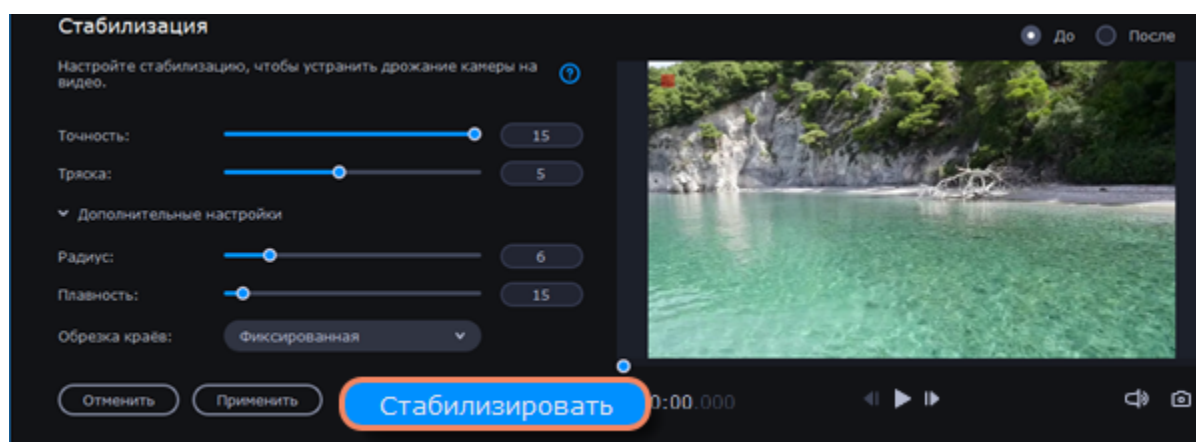 Стабилизация
До После
Настройте стабилизацию, чтобы устранить дрожание камеры на
видео.
?
Точность: 15
Тряска: 5
Дополнительные настройки
Радиус: 6
Плавность: 15
Обрезка краёв: Фиксированная
Отменить Применить Стабилизировать 0:00.000